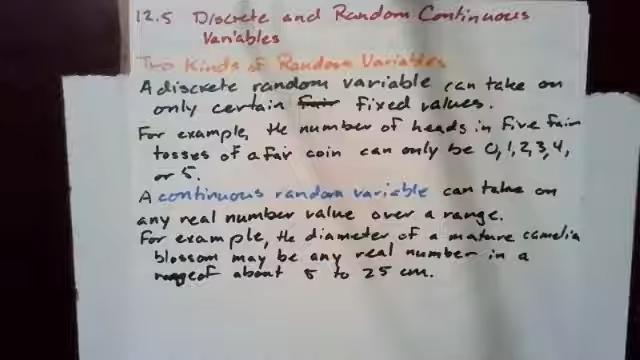 12.5 Discrete and Random Continuous
Variables
Two Kinds of Random Variables
A discrete random variable can take on
only certain fair fixed values.
For example, the number of heads in five fair
tosses of a fair coin can only be 0, 1, 2, 3, 4,
or 5.
A continuous random variable can take on
any real number value over a range.
For example, the diameter of a mature camelia
blossom may be any real number in a
range of about 5 to 25 cm.